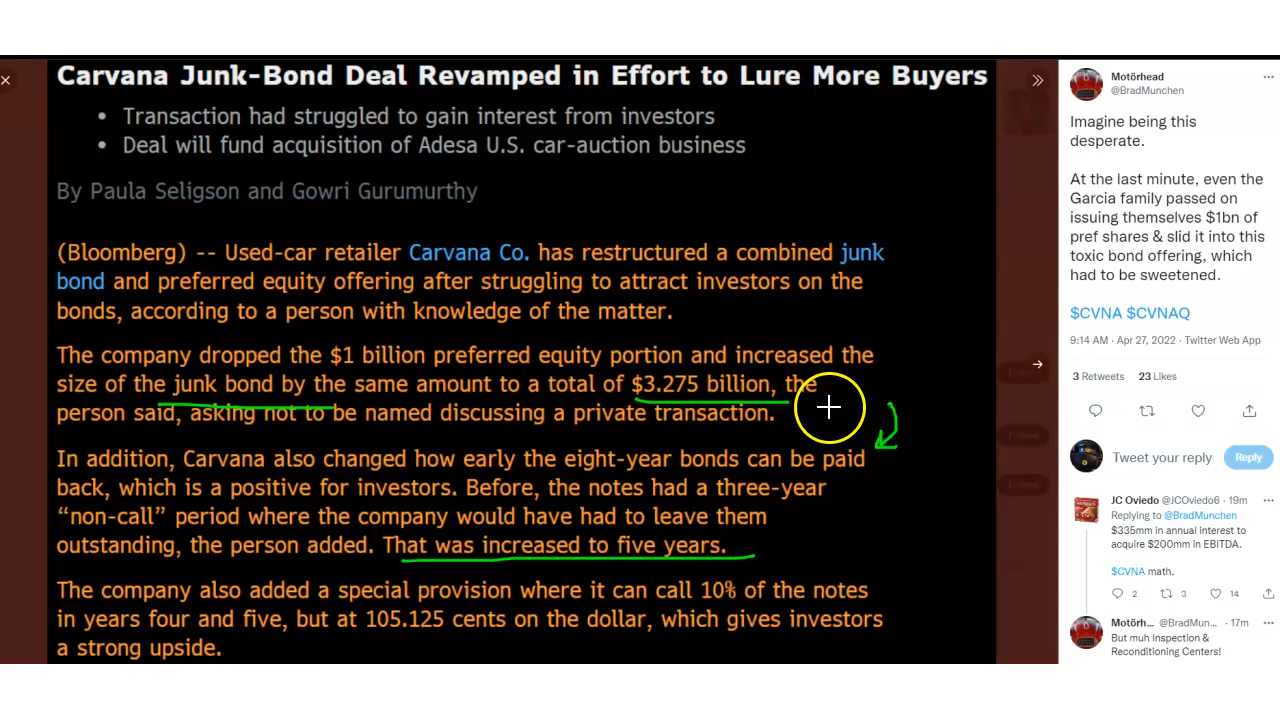 Carvana Junk-Bond Deal Revamped in Effort to Lure More Buyers
• Transaction had struggled to gain interest from investors
• Deal will fund acquisition of Adesa U.S. car-auction business
By Paula Seligson and Gowri Gurumurthy
(Bloomberg) -- Used-car retailer Carvana Co. has restructured a combined junk
bond and preferred equity offering after struggling to attract investors on the
bonds, according to a person with knowledge of the matter.
The company dropped the $1 billion preferred equity portion and increased the
size of the junk bond by the same amount to a total of $3.275 billion, the
person said, asking not to be named discussing a private transaction.
In addition, Carvana also changed how early the eight-year bonds can be paid
back, which is a positive for investors. Before, the notes had a three-year
“non-call” period where the company would have had to leave them
outstanding, the person added. That was increased to five years.
The company also added a special provision where it can call 10% of the notes
in years four and five, but at 105.125 cents on the dollar, which gives investors
a strong upside.
Motörhead
@BradMunchen
Imagine being this
desperate.
At the last minute, even the
Garcia family passed on
issuing themselves $1bn of
pref shares & slid it into this
toxic bond offering, which
had to be sweetened.
$CVNA $CVNAQ
9:14 AM · Apr 27, 2022 · Twitter Web App
3 Retweets 23 Likes
Tweet your reply
Reply
JC Oviedo @JCOviedo6 · 19m
Replying to @BradMunchen
$335mm in annual interest to
acquire $200mm in EBITDA.
$CVNA math.
2 3 14
Motörh... @BradMun... · 17m
But muh Inspection &
Reconditioning Centers!